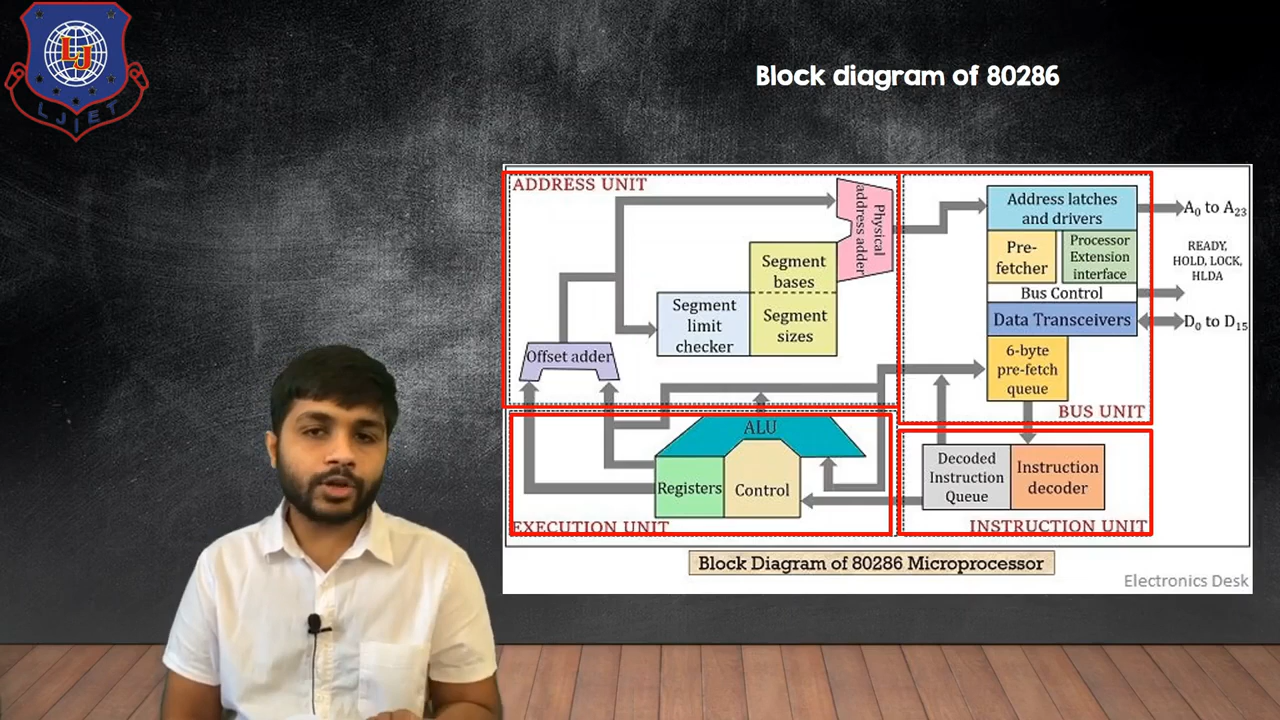 LJ
LJIET
Block diagram of 80286
ADDRESS UNIT
Physical
address adder
Segment
bases
Segment
sizes
Segment
limit
checker
Offset adder
Address latches
and drivers
Pre-
fetcher
Processor
Extension
interface
Bus Control
Data Transceivers
6-byte
pre-fetch
queue
BUS UNIT
A₀ to A₂₃
READY,
HOLD, LOCK,
HLDA
D₀ to D₁₅
ALU
Registers
Control
EXECUTION UNIT
Decoded
Instruction
Queue
Instruction
decoder
INSTRUCTION UNIT
Block Diagram of 80286 Microprocessor
Electronics Desk